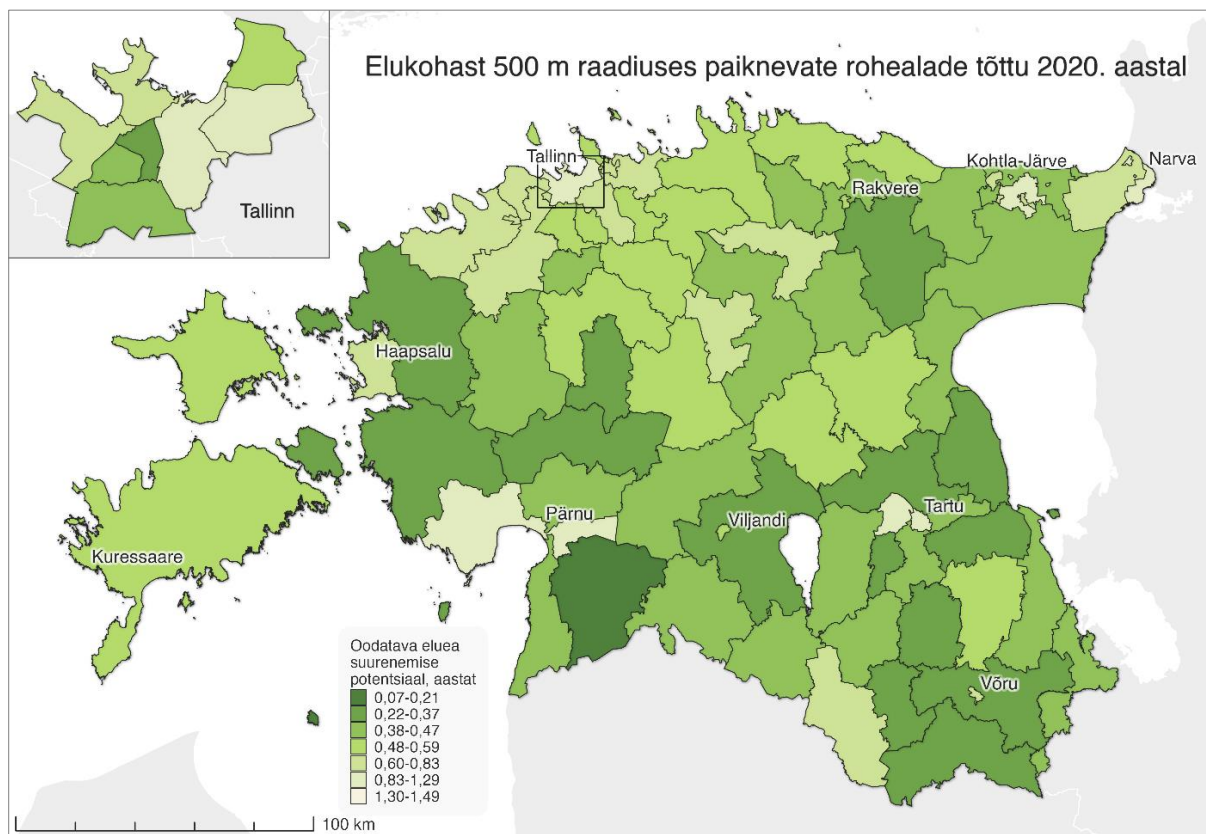 Elukohast 500 m raadiuses paiknevate rohealade tõttu 2020. aastal
Tallinn
Tallinn
Kohtla-Järve
Narva
Rakvere
Haapsalu
Pärnu
Viljandi
Tartu
Kuressaare
Võru
Oodatava eluea
suurenemise
potentsiaal, aastat
0,07-0,21
0,22-0,37
0,38-0,47
0,48-0,59
0,60-0,83
0,83-1,29
1,30-1,49
100 km